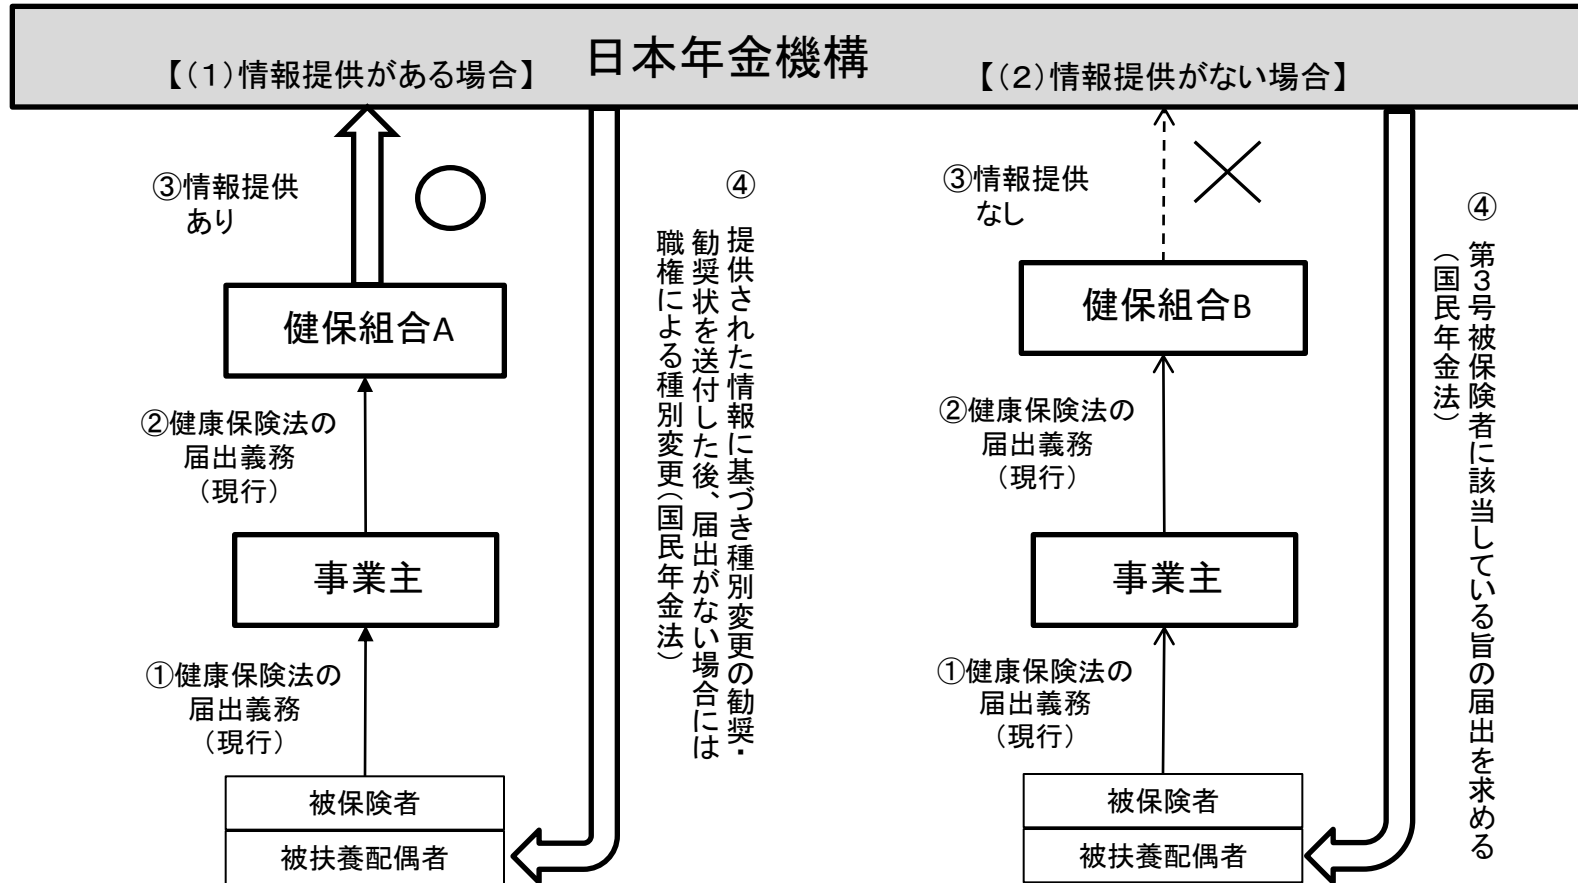 日本年金機構
【(1)情報提供がある場合】
【(2)情報提供がない場合】
③情報提供
あり
健保組合A
②健康保険法の
届出義務
(現行)
事業主
①健康保険法の
届出義務
(現行)
被保険者
被扶養配偶者
④
提供された情報に基づき種別変更の勧奨・
勧奨状を送付した後、届出がない場合には
職権による種別変更(国民年金法)
③情報提供
なし
健保組合B
②健康保険法の
届出義務
(現行)
事業主
①健康保険法の
届出義務
(現行)
被保険者
被扶養配偶者
④
第3号被保険者に該当している旨の届出を求める
(国民年金法)